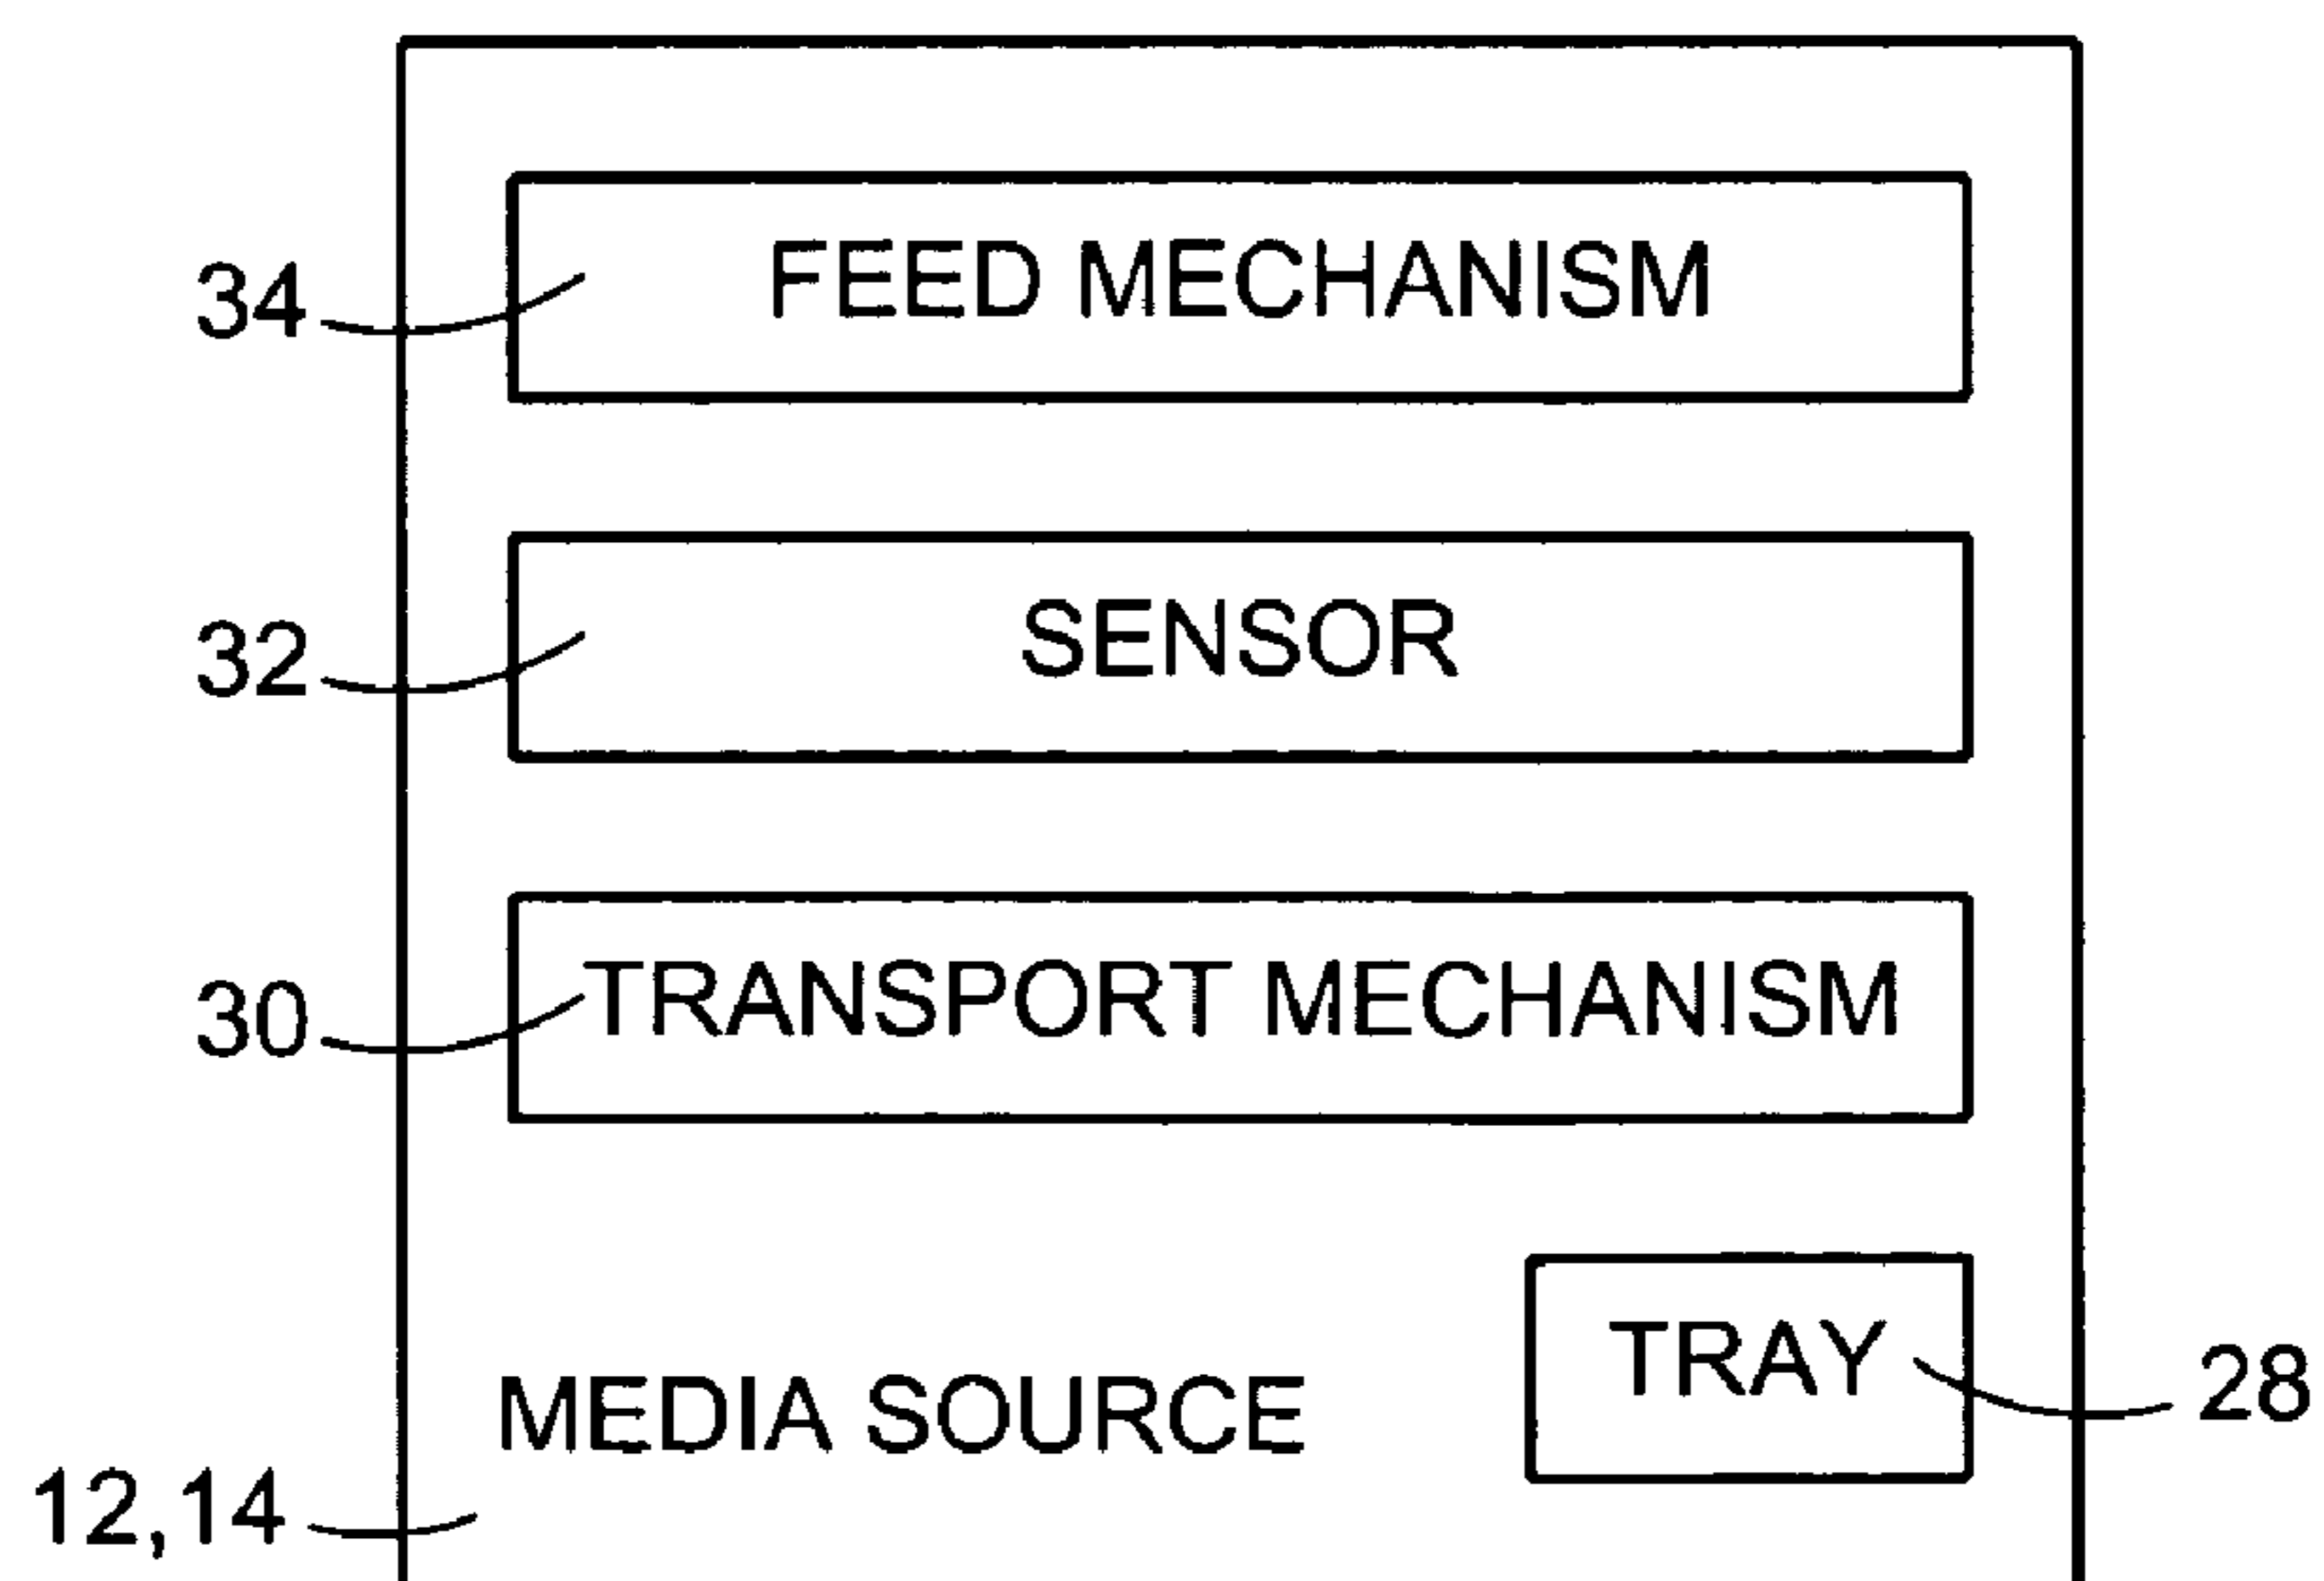 34 FEED MECHANISM
32 SENSOR
30 TRANSPORT MECHANISM
TRAY 28
MEDIA SOURCE
12,14